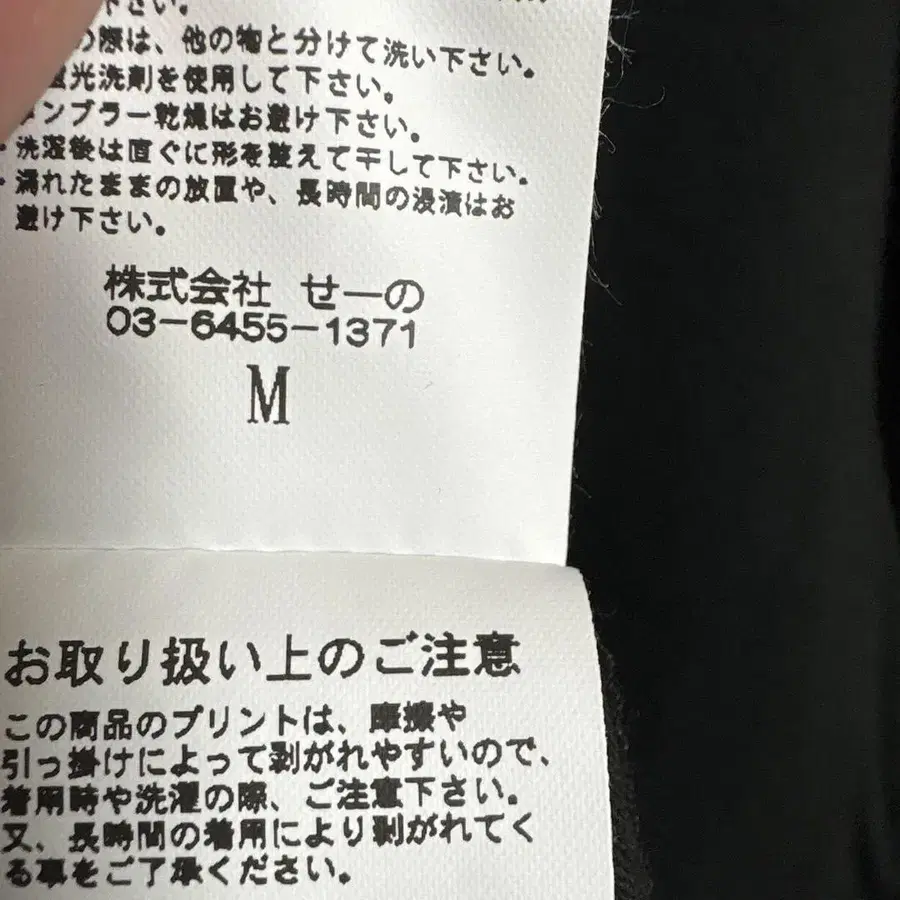 下さい。
の際は、他の物と分けて洗い下さい。
光洗剤を使用して下さい。
ンブラー乾燥はお避け下さい。
・洗濯後は直ぐに形を整えて干して下さい。
・濡れたままの放置や、長時間の浸漬はお
避け下さい。
株式会社 せーの
03-6455-1371
M
お取り扱い上のご注意
この商品のプリントは、摩擦や
引っ掛けによって剥がれやすいので、
着用時や洗濯の際、ご注意下さい。
又、長時間の着用により剥がれてく
る事をご了承ください。